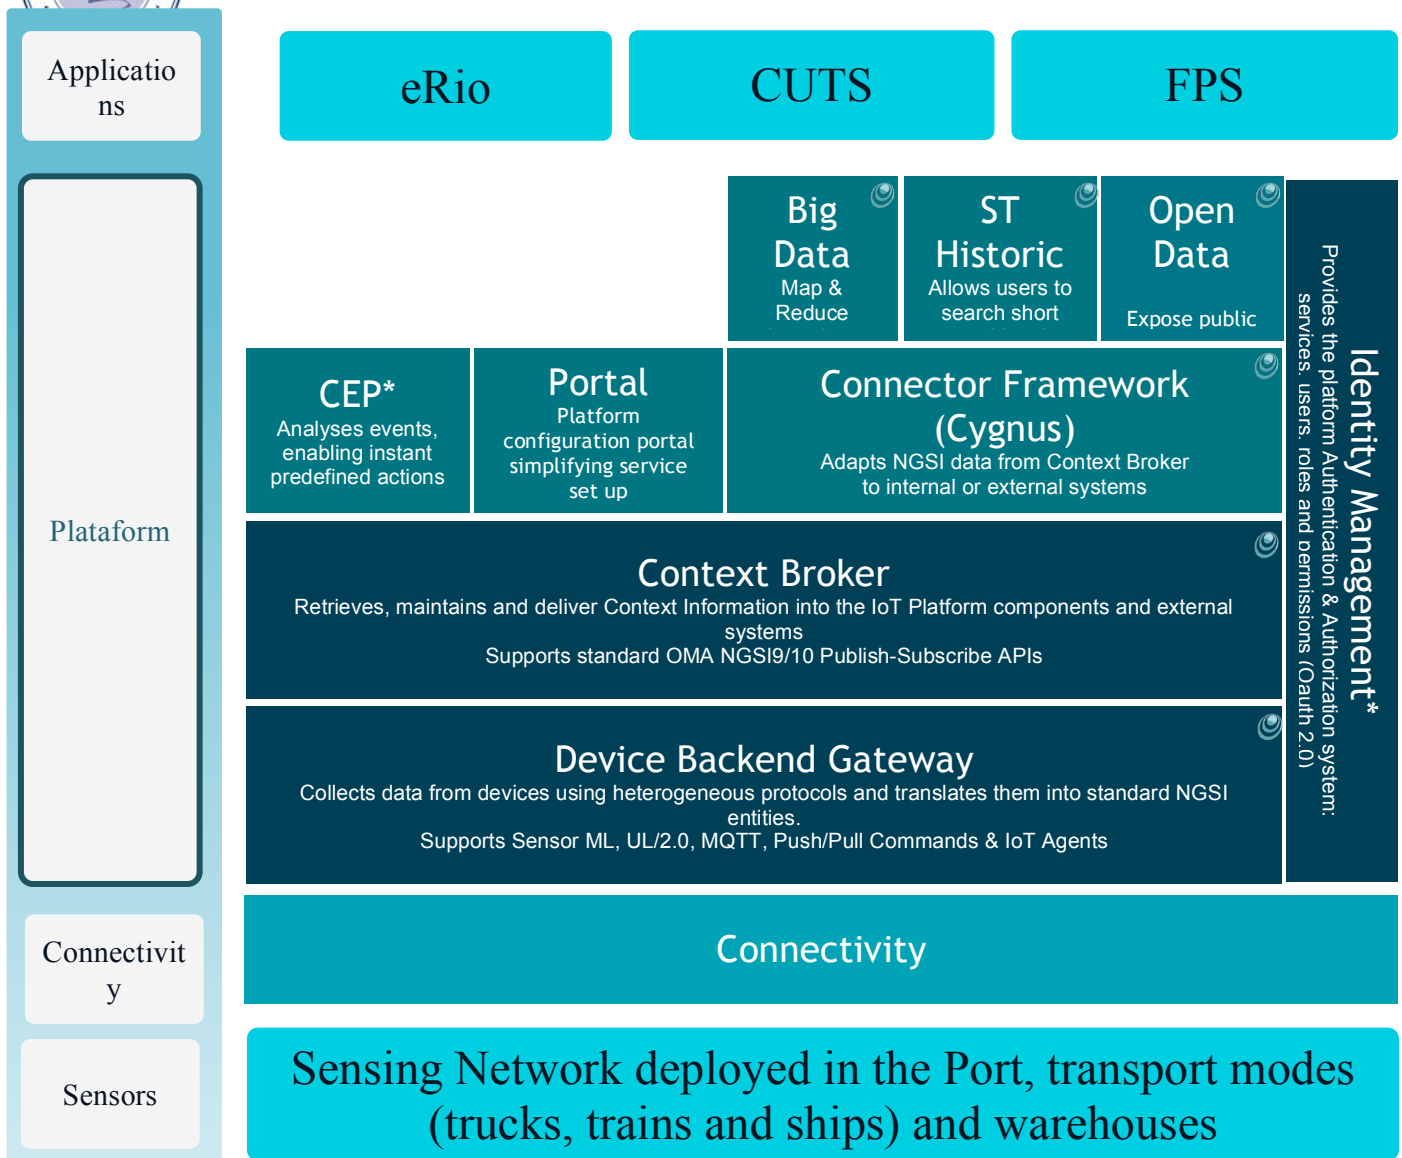 Applicatio
ns
eRio
CUTS
FPS
Plataform
Big
Data
Map &
Reduce
ST
Historic
Allows users to
search short
Open
Data
Expose public
Identity Management*
Provides the platform Authentication & Authorization system:
services, users, roles and permissions (Oauth 2.0)
CEP*
Analyses events,
enabling instant
predefined actions
Portal
Platform
configuration portal
simplifying service
set up
Connector Framework
(Cygnus)
Adapts NGSI data from Context Broker
to internal or external systems
Context Broker
Retrieves, maintains and deliver Context Information into the IoT Platform components and external
systems
Supports standard OMA NGSI9/10 Publish-Subscribe APIs
Device Backend Gateway
Collects data from devices using heterogeneous protocols and translates them into standard NGSI
entities.
Supports Sensor ML, UL/2.0, MQTT, Push/Pull Commands & IoT Agents
Connectivit
y
Connectivity
Sensors
Sensing Network deployed in the Port, transport modes
(trucks, trains and ships) and warehouses